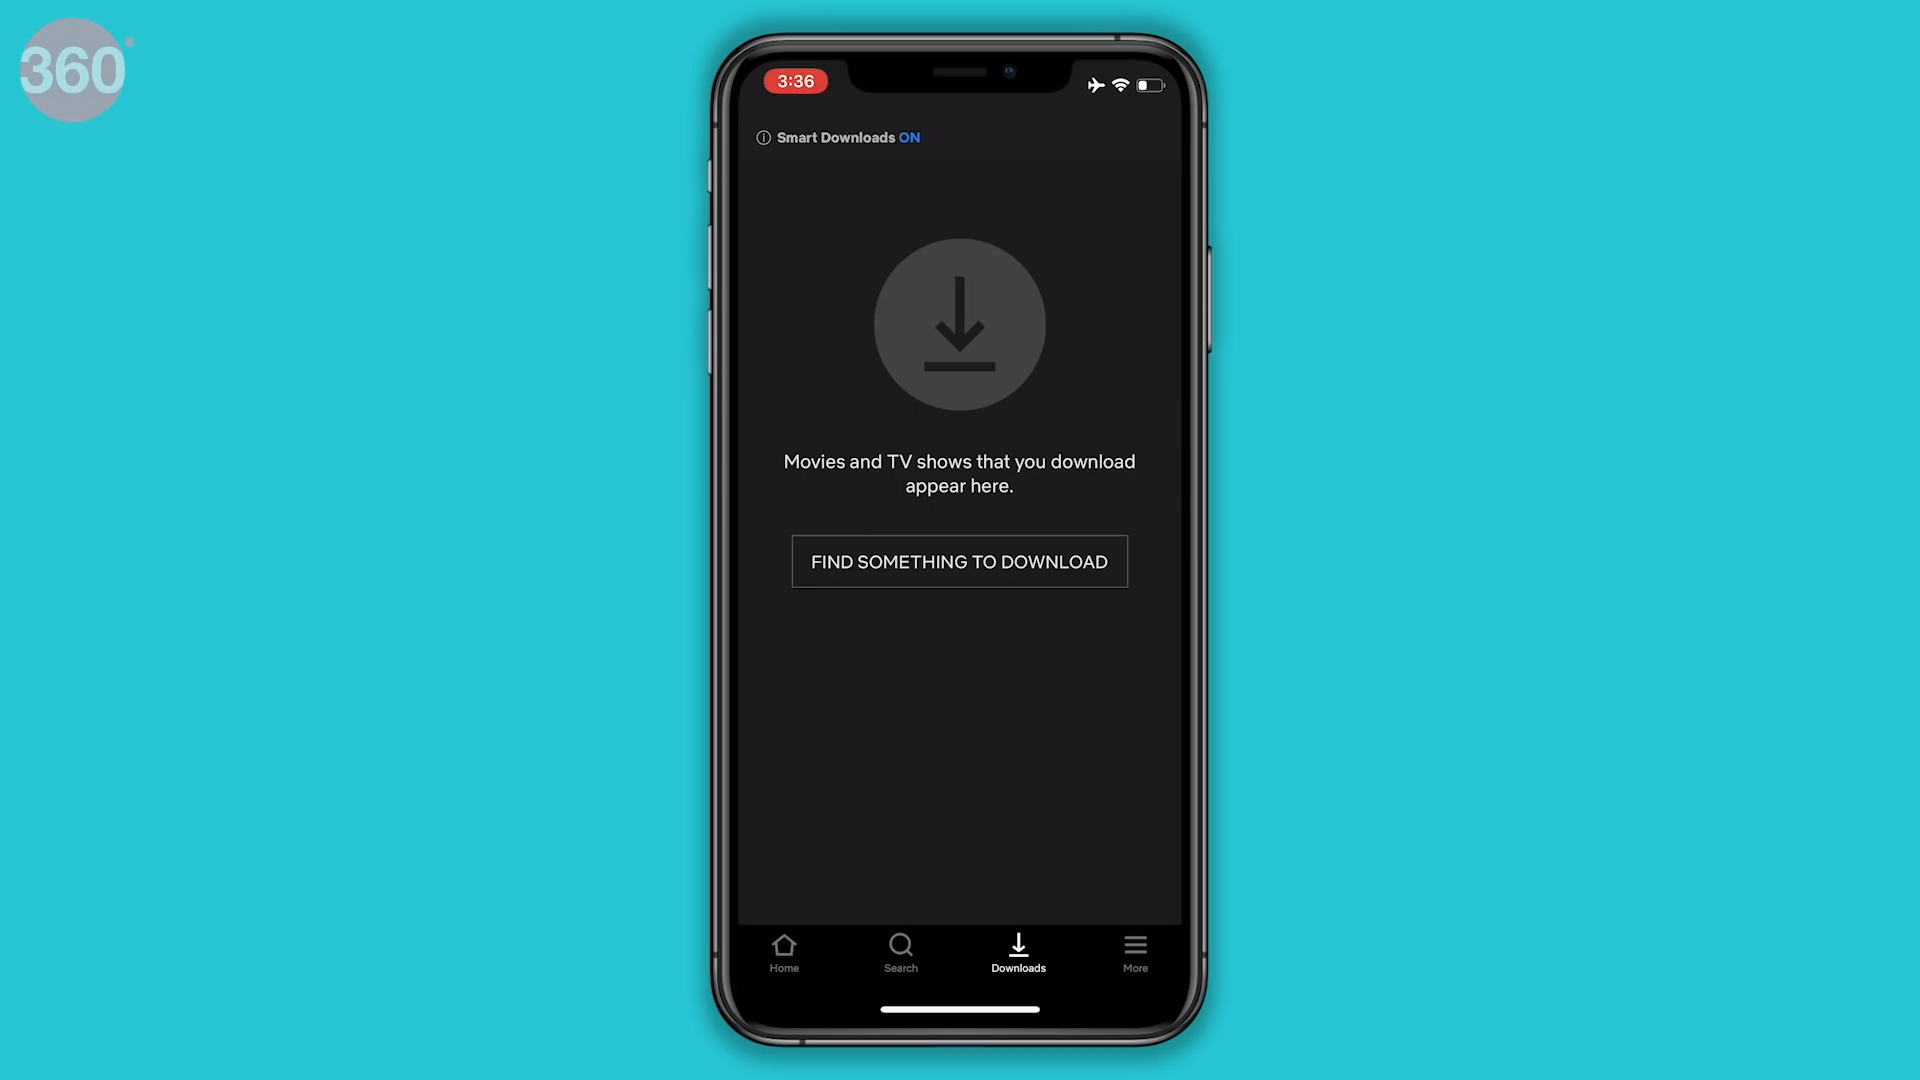 360
3:36
Smart Downloads ON
Movies and TV shows that you download
appear here.
FIND SOMETHING TO DOWNLOAD
Home
Search
Downloads
More